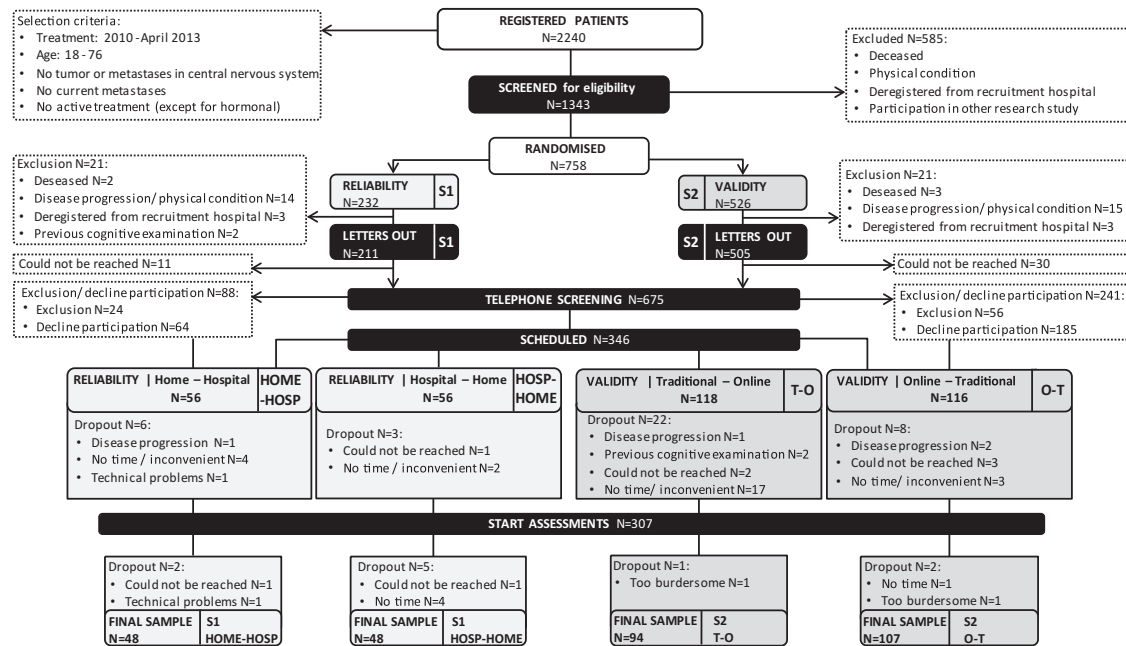 Selection criteria:
• Treatment: 2010-April 2013
• Age: 18-76
• No tumor or metastases in central nervous system
• No current metastases
• No active treatment (except for hormonal)
REGISTERED PATIENTS
N=2240
Excluded N=585:
• Deceased
• Physical condition
• Deregistered from recruitment hospital
• Participation in other research study
SCREENED for eligibility
N=1343
RANDOMISED
N=758
Exclusion N=21:
• Deseased N=2
• Disease progression/ physical condition N=14
• Deregistered from recruitment hospital N=3
• Previous cognitive examination N=2
RELIABILITY
N=232
S1
S2
VALIDITY
N=526
Exclusion N=21:
• Deseased N=3
• Disease progression/ physical condition N=15
• Deregistered from recruitment hospital N=3
LETTERS OUT
N=211
S1
S2
LETTERS OUT
N=505
Could not be reached N=11
Could not be reached N=30
Exclusion/ decline participation N=88:
• Exclusion N=24
• Decline participation N=64
TELEPHONE SCREENING N=675
Exclusion/ decline participation N=241:
• Exclusion N=56
• Decline participation N=185
SCHEDULED N=346
RELIABILITY | Home – Hospital
N=56
HOME
-HOSP
Dropout N=6:
• Disease progression N=1
• No time / inconvenient N=4
• Technical problems N=1
RELIABILITY | Hospital – Home
N=56
HOSP-
HOME
Dropout N=3:
• Could not be reached N=1
• No time / inconvenient N=2
VALIDITY | Traditional – Online
N=118
T-O
Dropout N=22:
• Disease progression N=1
• Previous cognitive examination N=2
• Could not be reached N=2
• No time/ inconvenient N=17
VALIDITY | Online – Traditional
N=116
O-T
Dropout N=8:
• Disease progression N=2
• Could not be reached N=3
• No time/ inconvenient N=3
START ASSESSMENTS N=307
Dropout N=2:
• Could not be reached N=1
• Technical problems N=1
FINAL SAMPLE
N=48
S1
HOME-HOSP
Dropout N=5:
• Could not be reached N=1
• No time N=4
FINAL SAMPLE
N=48
S1
HOSP-HOME
Dropout N=1:
• Too burdersome N=1
FINAL SAMPLE
N=94
S2
T-O
Dropout N=2:
• No time N=1
• Too burdersome N=1
FINAL SAMPLE
N=107
S2
O-T